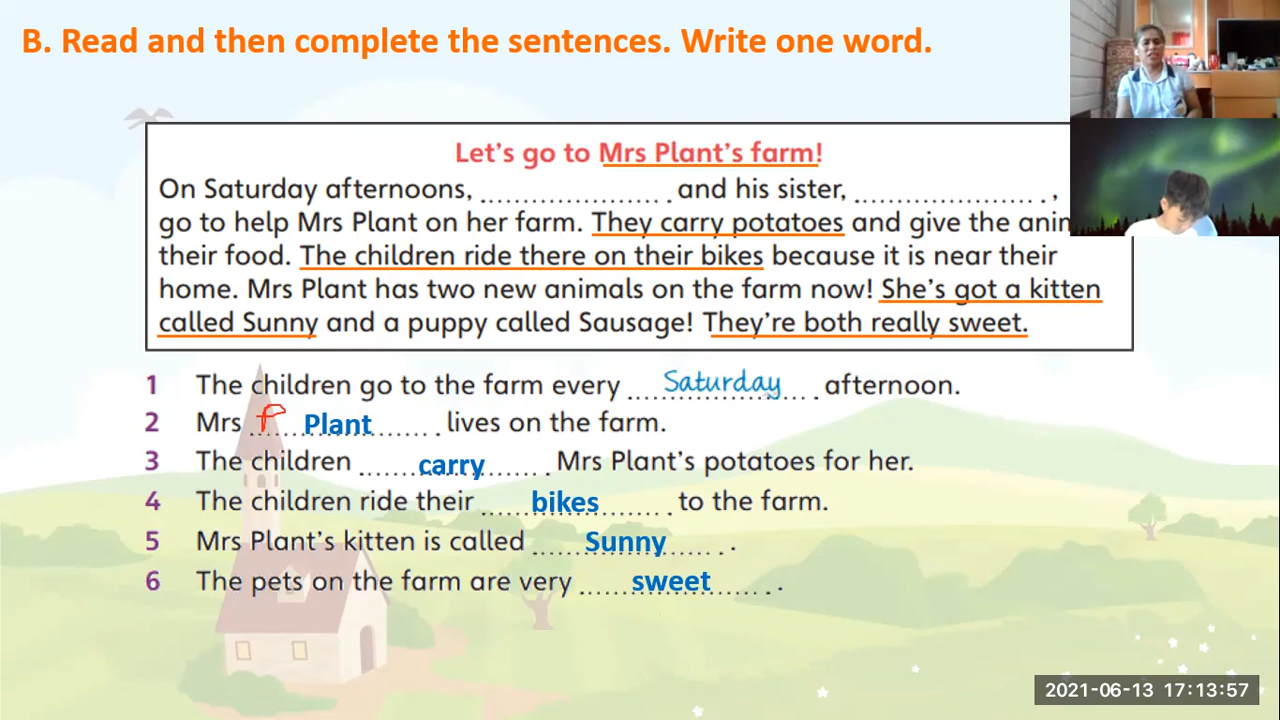 B. Read and then complete the sentences. Write one word.
Let's go to Mrs Plant's farm!
On Saturday afternoons, ..................... and his sister, ..................... ,
go to help Mrs Plant on her farm. They carry potatoes and give the
their food. The children ride there on their bikes because it is near their
home. Mrs Plant has two new animals on the farm now! She's got a kitten
called Sunny and a puppy called Sausage! They're both really sweet.
1 The children go to the farm every Saturday afternoon.
2 Mrs Plant lives on the farm.
3 The children carry Mrs Plant's potatoes for her.
4 The children ride their bikes to the farm.
5 Mrs Plant's kitten is called Sunny .
6 The pets on the farm are very sweet .
2021-06-13 17:13:57